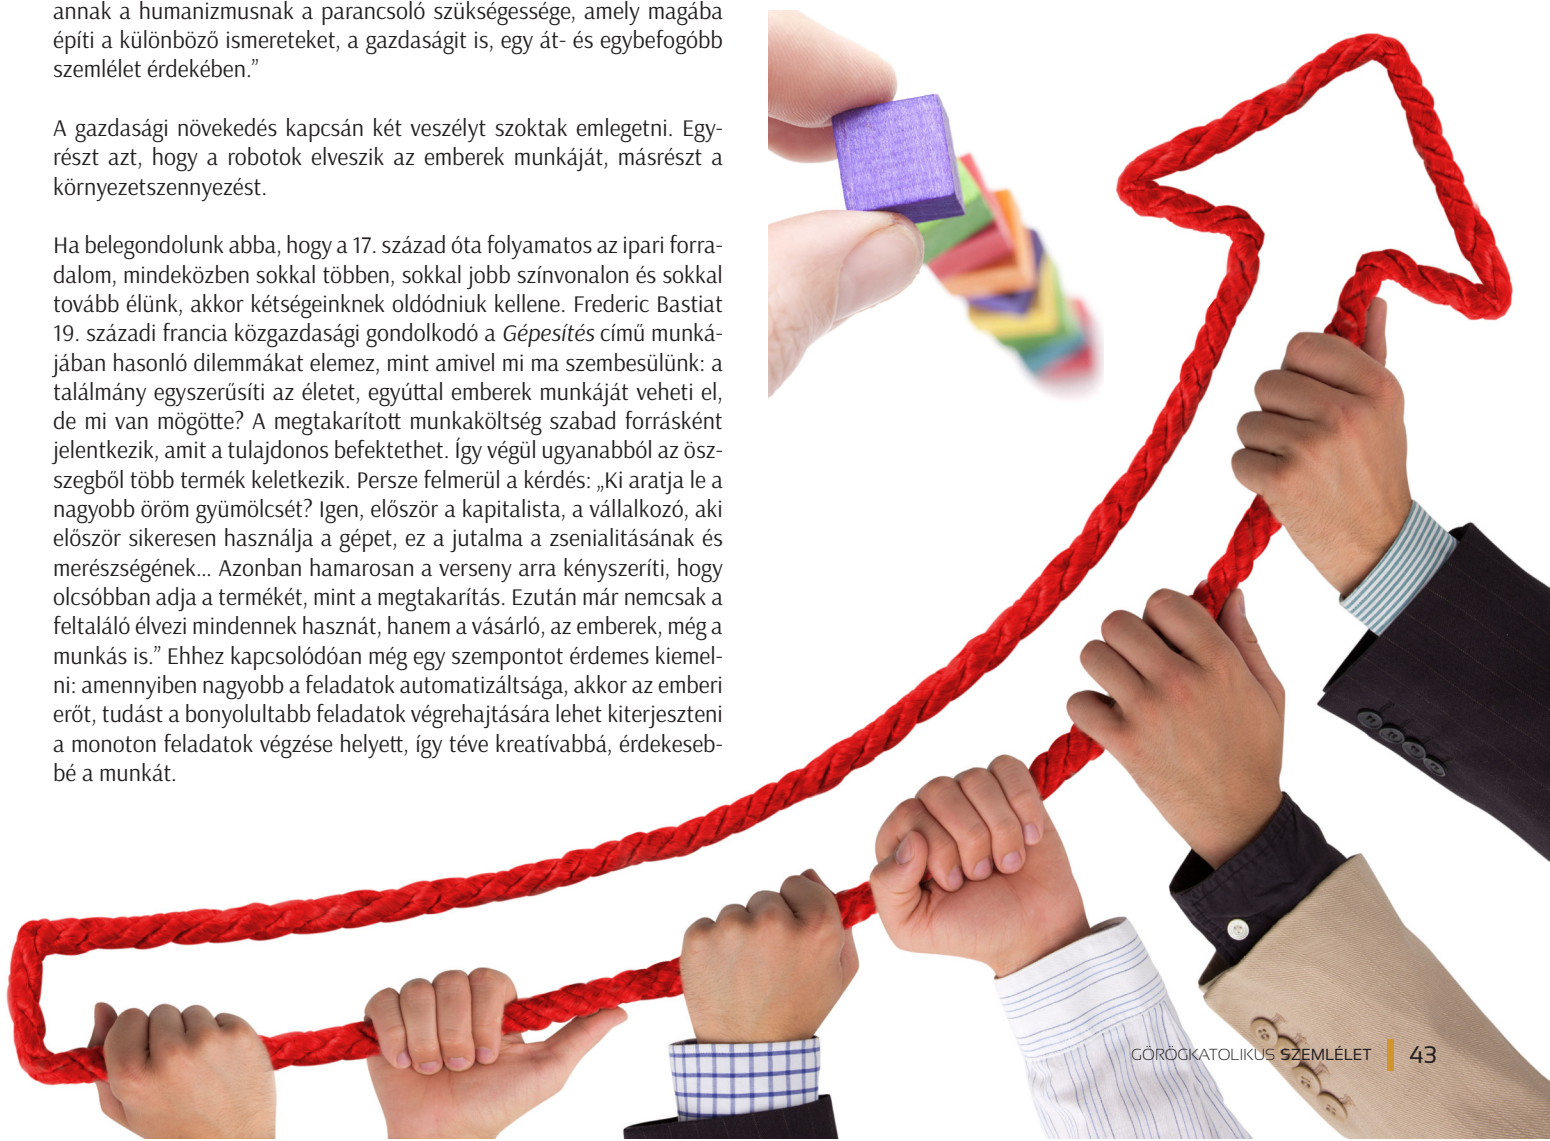 annak a humanizmusnak a parancsoló szükségessége, amely magába
építi a különböző ismereteket, a gazdaságit is, egy át- és egybefogóbb
szemlélet érdekében.”
A gazdasági növekedés kapcsán két veszélyt szoktak emlegetni. Egy-
részt azt, hogy a robotok elveszik az emberek munkáját, másrészt a
környezetszennyezést.
Ha belegondolunk abba, hogy a 17. század óta folyamatos az ipari forra-
dalom, mindeközben sokkal többen, sokkal jobb színvonalon és sokkal
tovább élünk, akkor kétségeinknek oldódniuk kellene. Frederic Bastiat
19. századi francia közgazdasági gondolkodó a Gépesítés című munká-
jában hasonló dilemmákat elemez, mint amivel mi ma szembesülünk: a
találmány egyszerűsíti az életet, egyúttal emberek munkáját veheti el,
de mi van mögötte? A megtakarított munkaköltség szabad forrásként
jelentkezik, amit a tulajdonos befektethet. Így végül ugyanabból az ösz-
szegből több termék keletkezik. Persze felmerül a kérdés: „Ki aratja le a
nagyobb öröm gyümölcsét? Igen, először a kapitalista, a vállalkozó, aki
először sikeresen használja a gépet, ez a jutalma a zsenialitásának és
merészségének... Azonban hamarosan a verseny arra kényszeríti, hogy
olcsóbban adja a termékét, mint a megtakarítás. Ezután már nemcsak a
feltaláló élvezi mindennek hasznát, hanem a vásárló, az emberek, még a
munkás is.” Ehhez kapcsolódóan még egy szempontot érdemes kiemel-
ni: amennyiben nagyobb a feladatok automatizáltsága, akkor az emberi
erőt, tudást a bonyolultabb feladatok végrehajtására lehet kiterjeszteni
a monoton feladatok végzése helyett, így téve kreatívabbá, érdekeseb-
bé a munkát.
GÖRÖGKATOLIKUS SZEMLÉLET 43